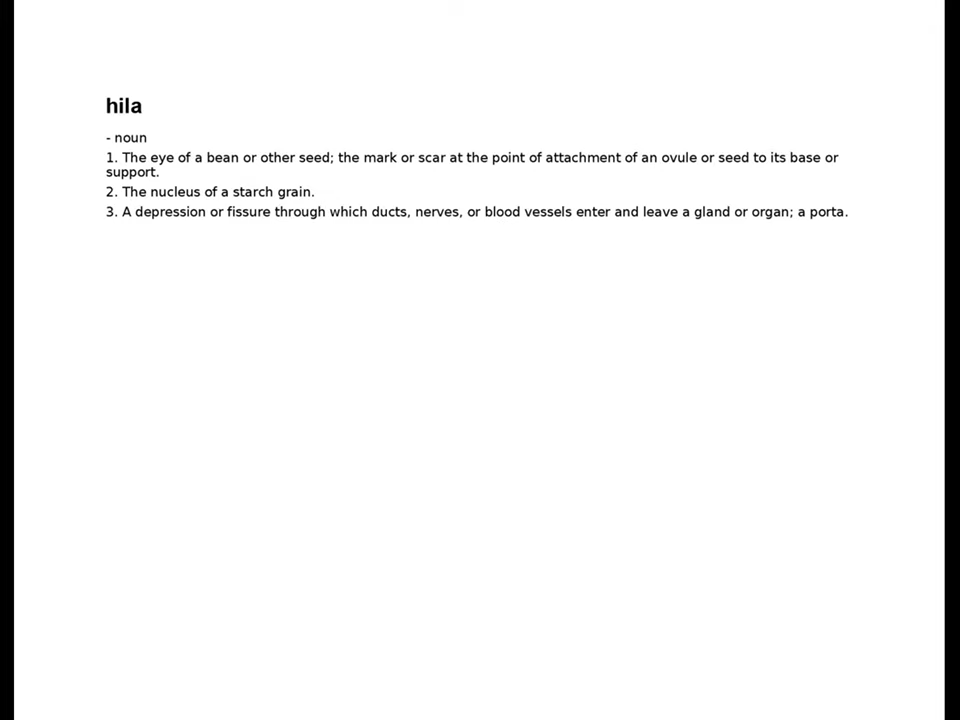 hila
- noun
1. The eye of a bean or other seed; the mark or scar at the point of attachment of an ovule or seed to its base or
support.
2. The nucleus of a starch grain.
3. A depression or fissure through which ducts, nerves, or blood vessels enter and leave a gland or organ; a porta.